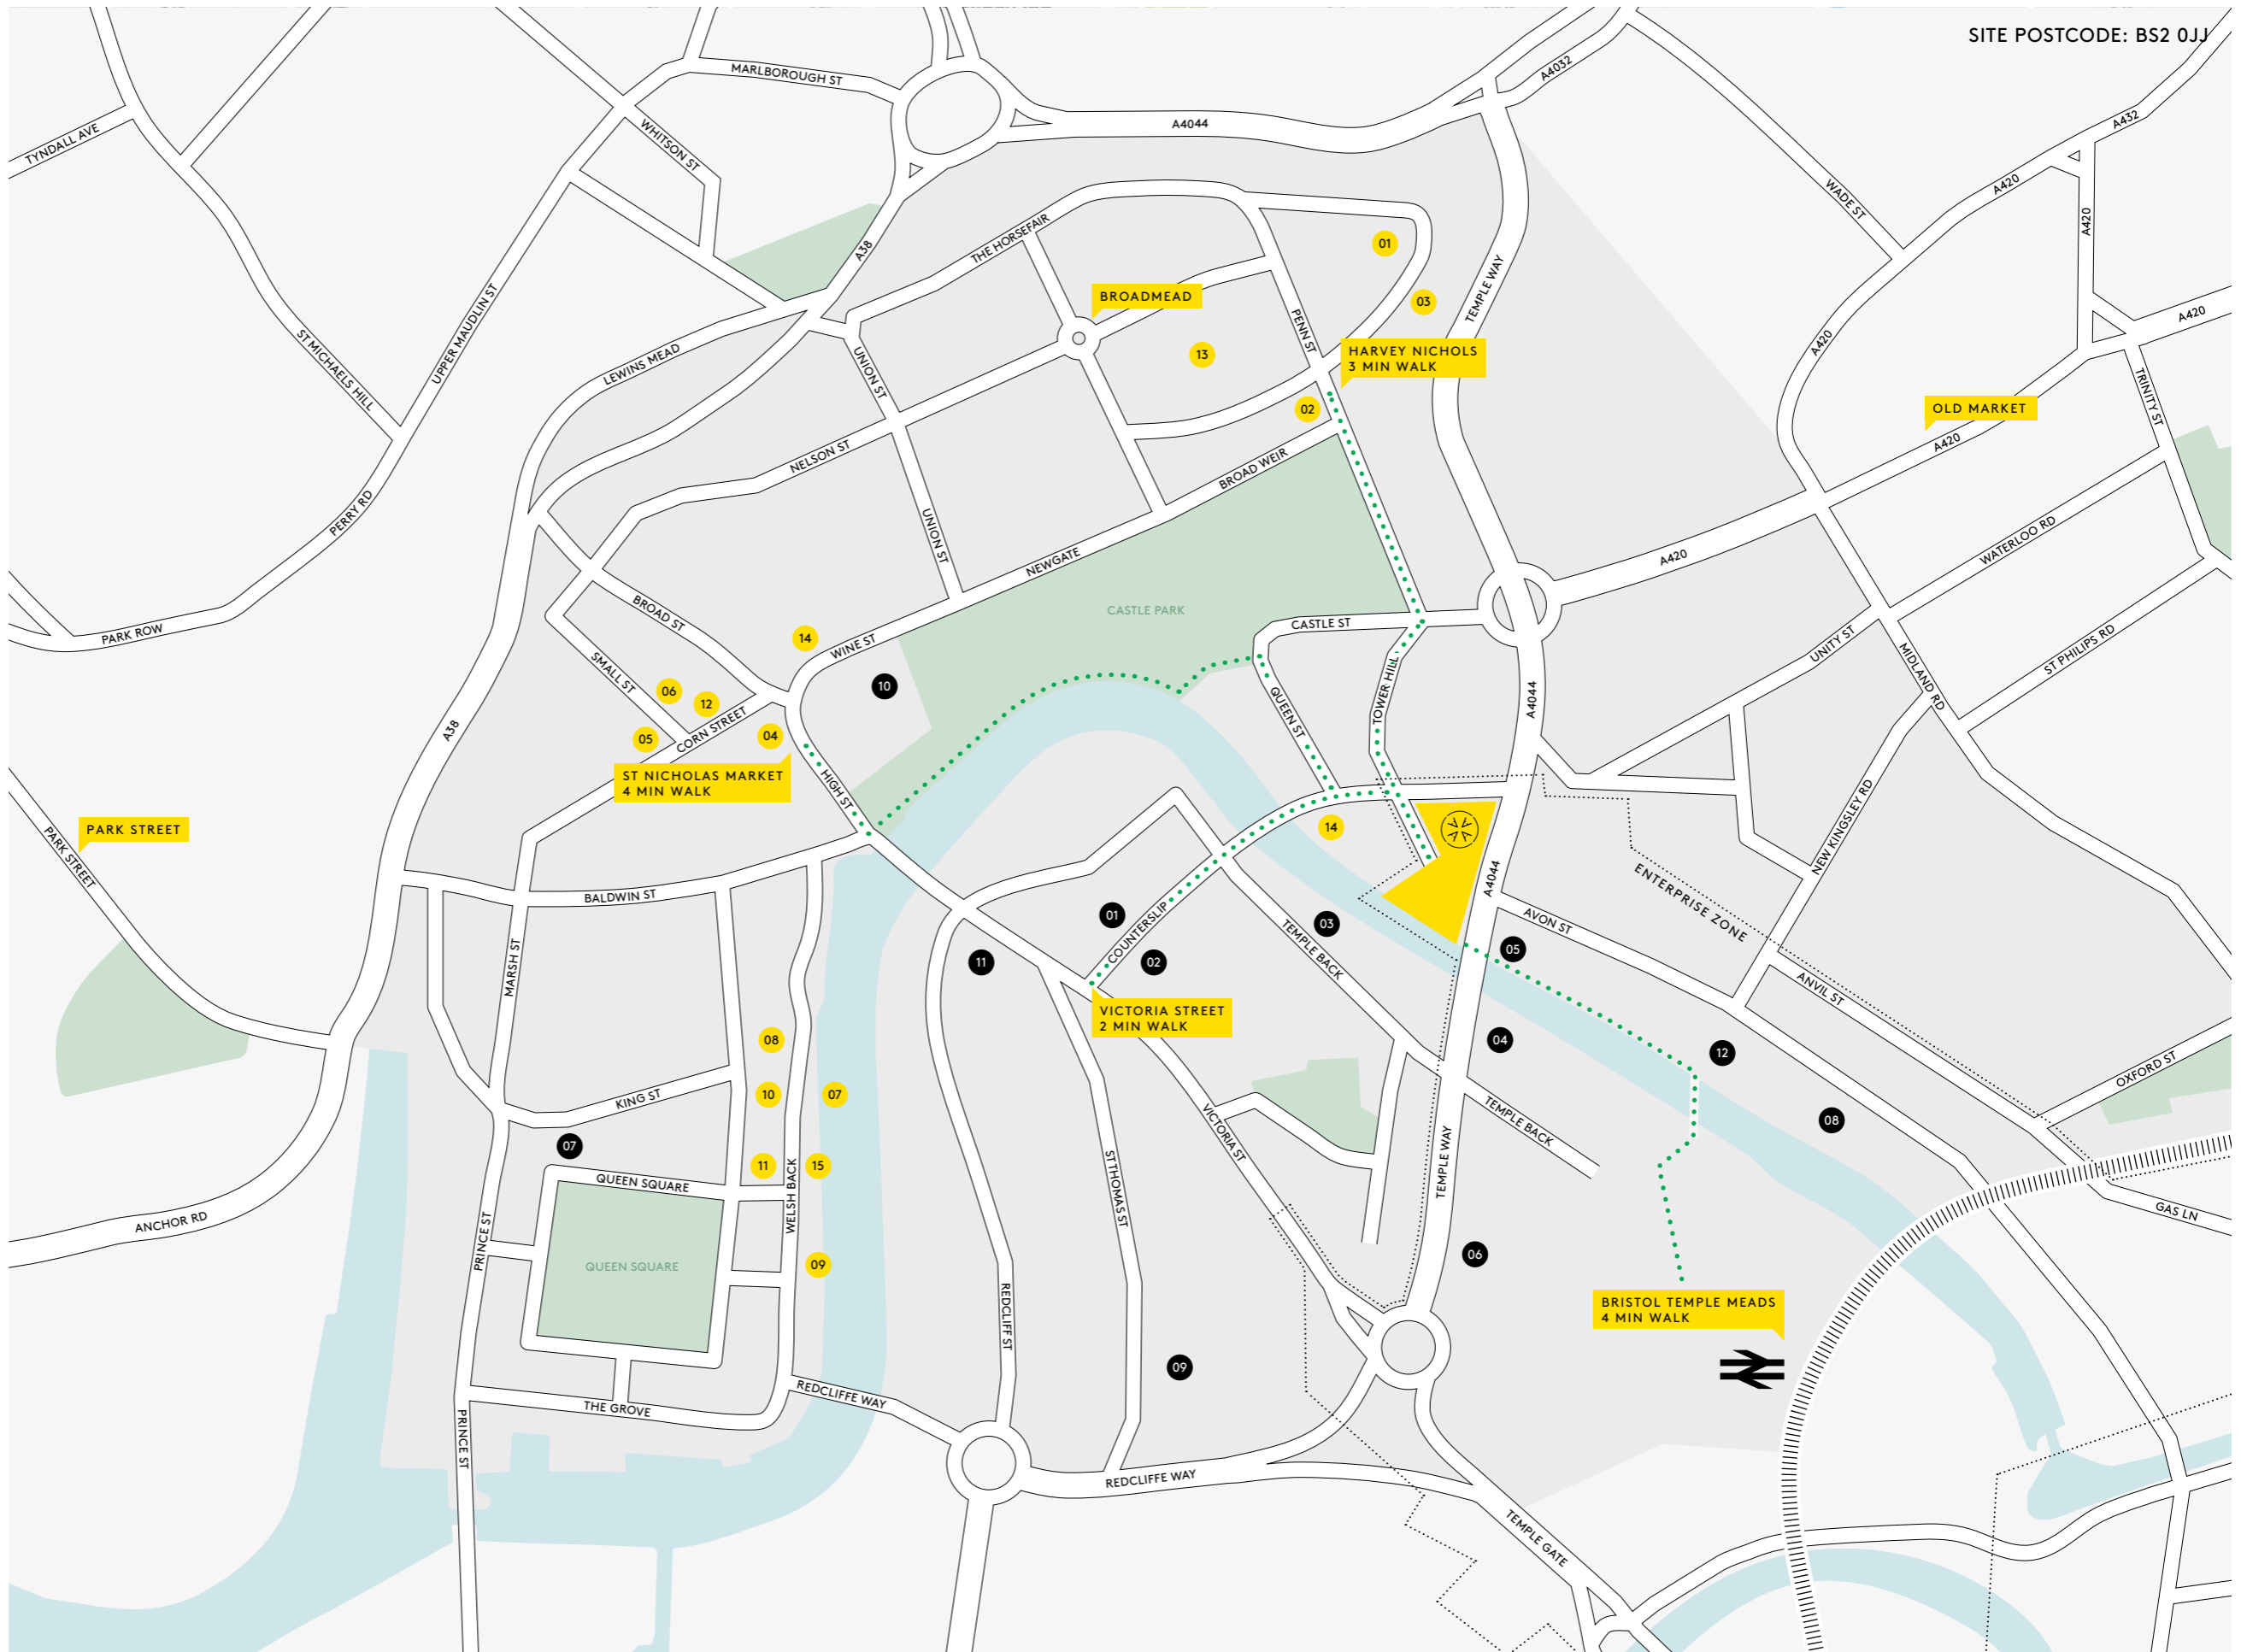 SITE POSTCODE: BS2 0JJ
MARLBOROUGH ST
A4032
A4044
A432
TYNDALL AVE
WHITSON ST
A420
WADE ST
A420
A38
THE HORSEFAIR
01
TEMPLE WAY
BROADMEAD
03
A420
UPPER MAUDLIN ST
ST MICHAELS HILL
LEWINS MEAD
UNION ST
13
PENN ST
HARVEY NICHOLS
3 MIN WALK
A420
TRINITY ST
02
OLD MARKET
A420
NELSON ST
BROAD WEIR
PERRY RD
UNION ST
NEWGATE
A420
WATERLOO RD
CASTLE PARK
BROAD ST
CASTLE ST
PARK ROW
14
WINE ST
UNITY ST
ST PHILIPS RD
SMALL ST
06
12
10
QUEEN ST
TOWER HILL
A4044
MIDLAND RD
A38
05
CORN STREET
04
ST NICHOLAS MARKET
4 MIN WALK
HIGH ST
PARK STREET
PARK STREET
14
NEW KINGSLEY RD
A4044
ENTERPRISE ZONE
BALDWIN ST
01
COUNTERSLIP
03
AVON ST
MARSH ST
11
02
TEMPLE BACK
05
ANVIL ST
VICTORIA STREET
2 MIN WALK
08
04
12
OXFORD ST
KING ST
10
07
VICTORIA ST
TEMPLE BACK
08
07
11
15
ST THOMAS ST
TEMPLE WAY
QUEEN SQUARE
WELSH BACK
ANCHOR RD
PRINCE ST
GAS LN
QUEEN SQUARE
09
06
REDCLIFF ST
BRISTOL TEMPLE MEADS
4 MIN WALK
09
THE GROVE
REDCLIFFE WAY
PRINCE ST
REDCLIFFE WAY
TEMPLE GATE